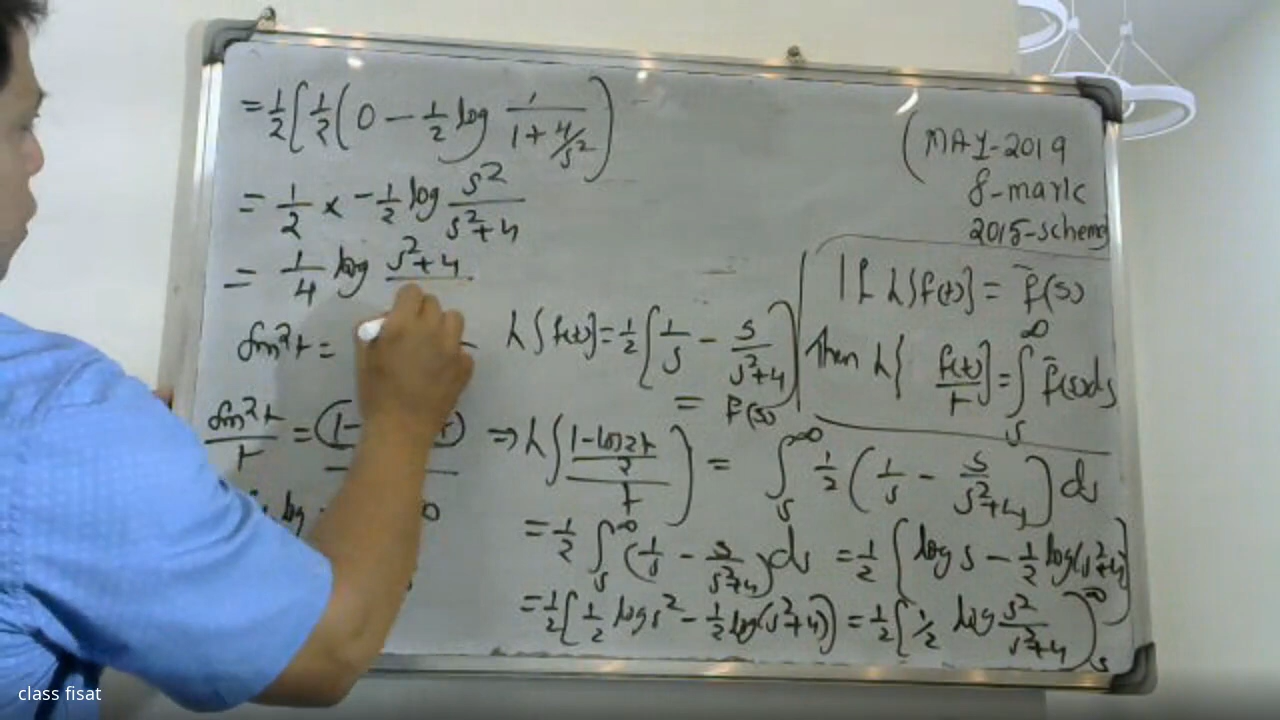 = 1/2 [ 1/2 ( 0 - 1/2 log 1/(1 + 4/s²) )
= 1/2 x - 1/2 log s²/(s²+4)
= 1/4 log s²+4
sin²t =
sin²t/t = (1-
(MAY-2019
8-mark
2015-scheme
If L{f(t)} = f̄(s)
Then L{ f(t)/t } = ∫_s^∞ f̄(s)ds
L{f(t)} = 1/2 [ 1/s - s/(s²+4) ]
= F(s)
⇒ L{ ((1-cos2t)/2)/t } = ∫_s^∞ 1/2 ( 1/s - s/(s²+4) ) ds
= 1/2 ∫_s^∞ ( 1/s - s/(s²+4) ) ds = 1/2 { log s - 1/2 log(s²+4) }
= 1/2 [ 1/2 log s² - 1/2 log(s²+4) ] = 1/2 [ 1/2 log s²/(s²+4) ]_s^∞
class fisat